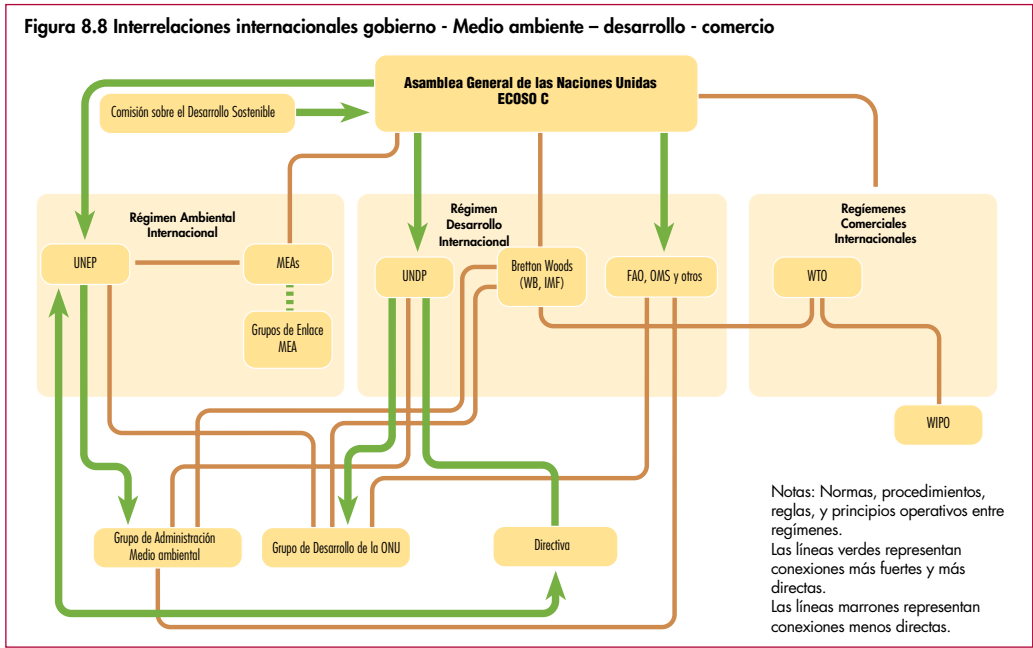 Figura 8.8 Interrelaciones internacionales gobierno - Medio ambiente – desarrollo - comercio
Asamblea General de las Naciones Unidas
ECOSO C
Comisión sobre el Desarrollo Sostenible
Régimen Ambiental
Internacional
Régimen
Desarrollo
Internacional
Regíemenes
Comerciales
Internacionales
UNEP
MEAs
UNDP
Bretton Woods
(WB, IMF)
FAO, OMS y otros
WTO
Grupos de Enlace
MEA
WIPO
Grupo de Administración
Medio ambiental
Grupo de Desarrollo de la ONU
Directiva
Notas: Normas, procedimientos,
reglas, y principios operativos entre
regímenes.
Las líneas verdes representan
conexiones más fuertes y más
directas.
Las líneas marrones representan
conexiones menos directas.